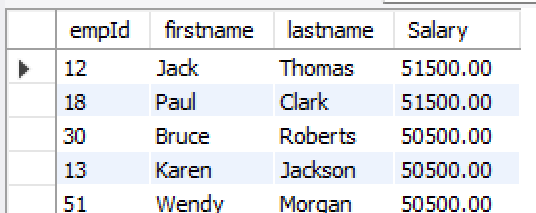 empId firstname lastname Salary
12 Jack Thomas 51500.00
18 Paul Clark 51500.00
30 Bruce Roberts 50500.00
13 Karen Jackson 50500.00
51 Wendy Morgan 50500.00